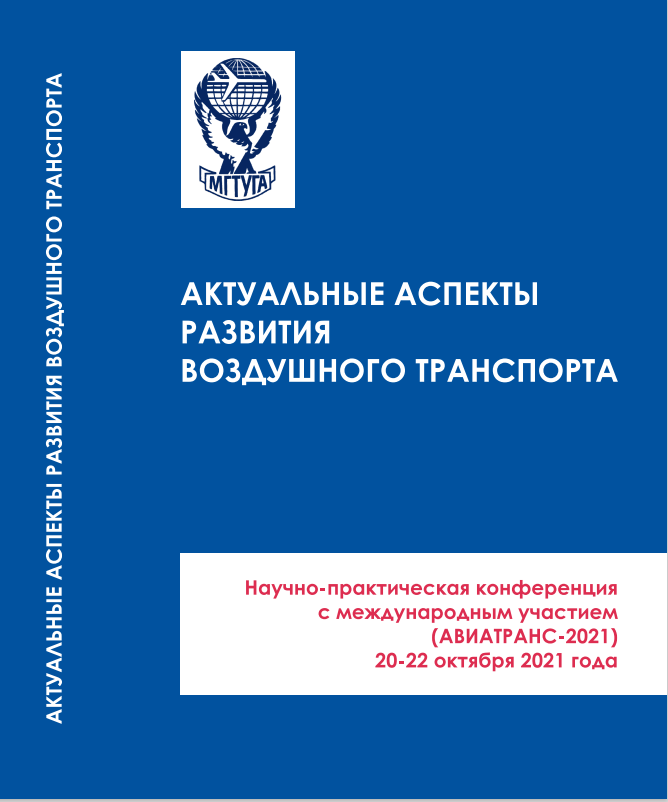 АКТУАЛЬНЫЕ АСПЕКТЫ РАЗВИТИЯ ВОЗДУШНОГО ТРАНСПОРТА
МГТУГА
АКТУАЛЬНЫЕ АСПЕКТЫ
РАЗВИТИЯ
ВОЗДУШНОГО ТРАНСПОРТА
Научно-практическая конференция
с международным участием
(АВИАТРАНС-2021)
20-22 октября 2021 года